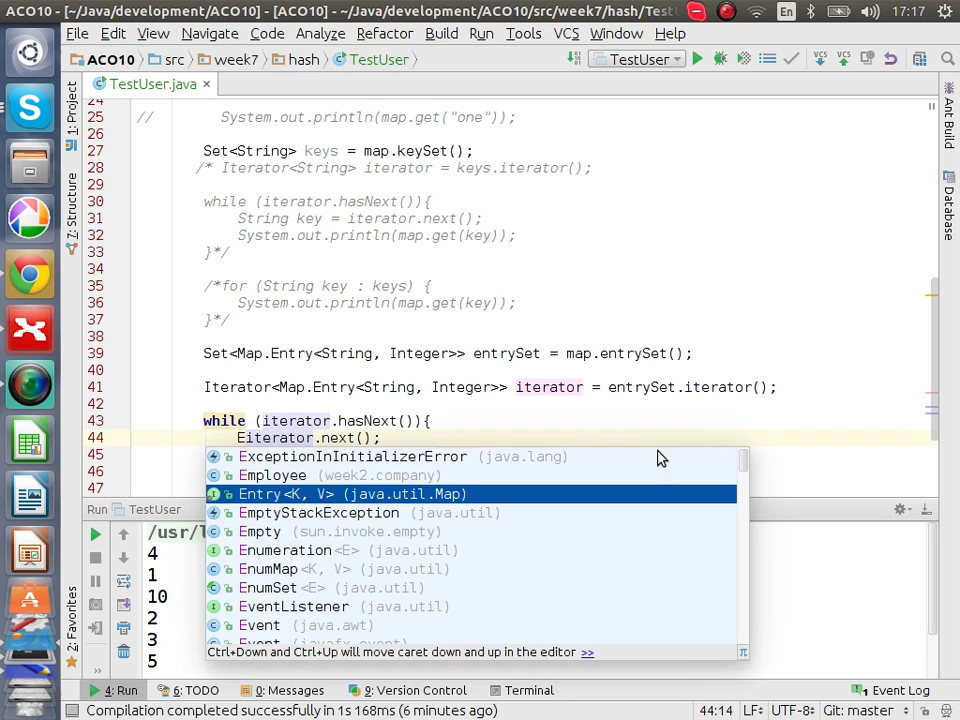 ACO10 - [~/Java/development/ACO10] - [ACO10] - ~/Java/development/ACO10/src/week7/hash/Test
En
17:17
File Edit View Navigate Code Analyze Refactor Build Run Tools VCS Window Help
ACO10 src week7 hash TestUser
TestUser
VCS VCS
TestUser.java ×
1: Project
7: Structure
2: Favorites
Ant Build
Database
24
25 // System.out.println(map.get("one"));
26
27 Set<String> keys = map.keySet();
28 /* Iterator<String> iterator = keys.iterator();
29
30 while (iterator.hasNext()){
31 String key = iterator.next();
32 System.out.println(map.get(key));
33 }*/
34
35 /*for (String key : keys) {
36 System.out.println(map.get(key));
37 }*/
38
39 Set<Map.Entry<String, Integer>> entrySet = map.entrySet();
40
41 Iterator<Map.Entry<String, Integer>> iterator = entrySet.iterator();
42
43 while (iterator.hasNext()){
44 Eiterator.next();
45
46
47
ExceptionInInitializerError (java.lang)
Employee (week2.company)
Entry<K, V> (java.util.Map)
EmptyStackException (java.util)
Empty (sun.invoke.empty)
Enumeration<E> (java.util)
EnumMap<K, V> (java.util)
EnumSet<E> (java.util)
EventListener (java.util)
Event (java.awt)
Event (javafx.event)
Ctrl+Down and Ctrl+Up will move caret down and up in the editor >>
π
Run TestUser
/usr/l
4
1
10
2
3
5
4: Run 6: TODO 0: Messages 9: Version Control Terminal 1 Event Log
Compilation completed successfully in 1s 168ms (6 minutes ago)
44:14 LF÷ UTF-8÷ Git: master÷